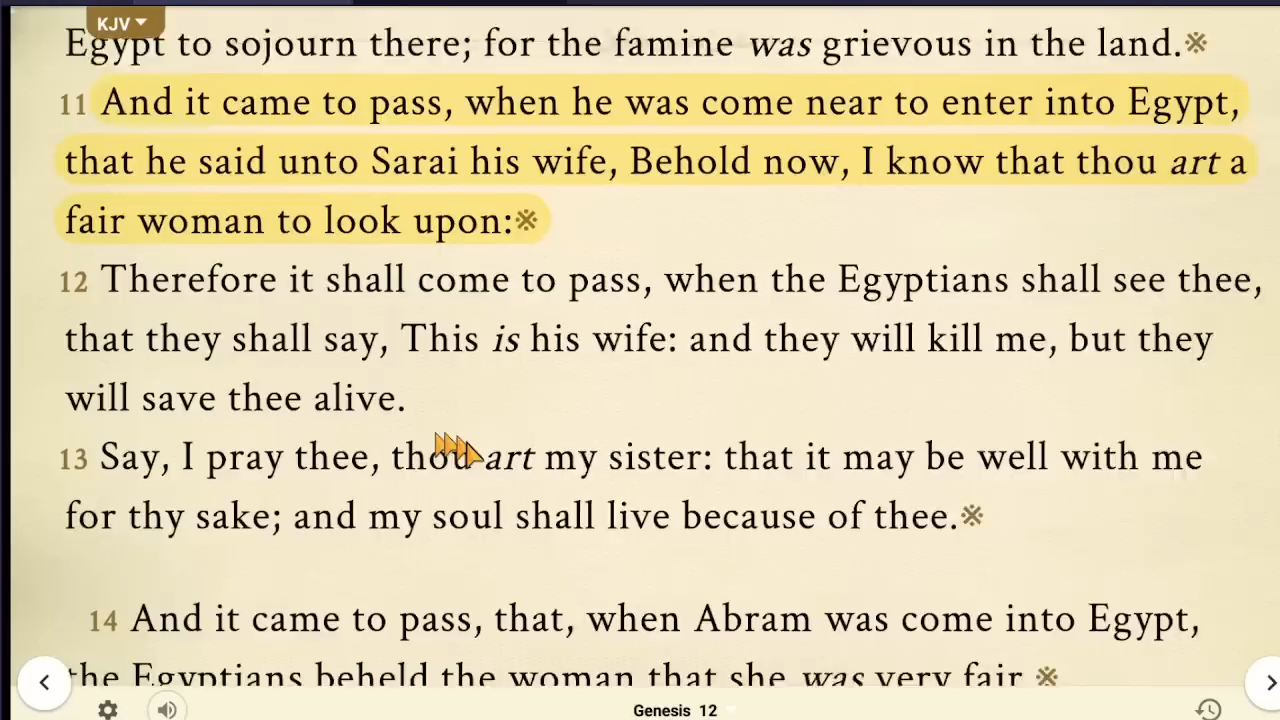 KJV
Egypt to sojourn there; for the famine was grievous in the land.※
11 And it came to pass, when he was come near to enter into Egypt,
that he said unto Sarai his wife, Behold now, I know that thou art a
fair woman to look upon:※
12 Therefore it shall come to pass, when the Egyptians shall see thee,
that they shall say, This is his wife: and they will kill me, but they
will save thee alive.
13 Say, I pray thee, thou art my sister: that it may be well with me
for thy sake; and my soul shall live because of thee.※
14 And it came to pass, that, when Abram was come into Egypt,
the Egyptians beheld the woman that she was very fair ※
Genesis 12